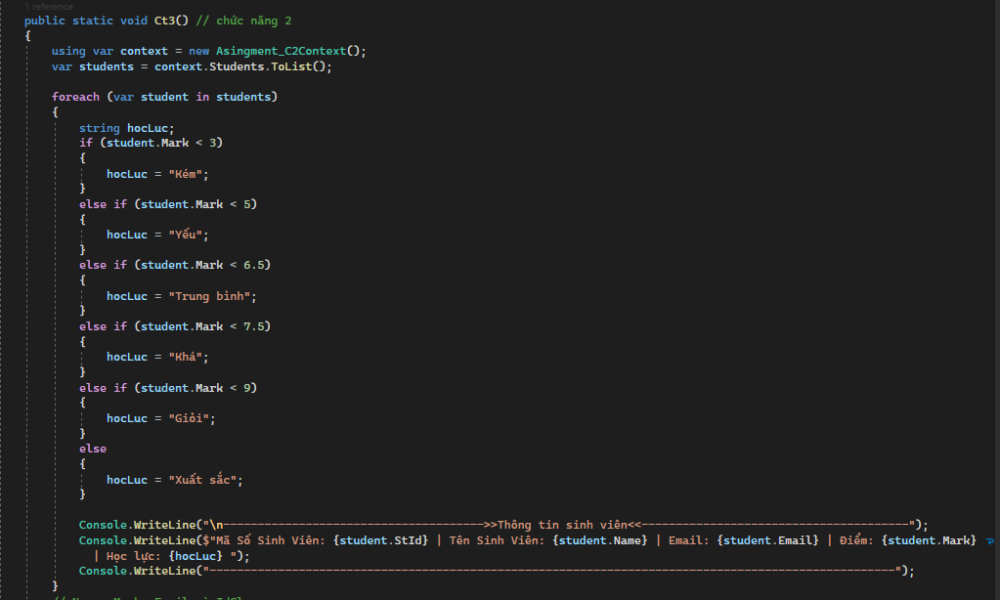 1 reference
public static void Ct3() // chức năng 2
{
using var context = new Asingment_C2Context();
var students = context.Students.ToList();
foreach (var student in students)
{
string hocLuc;
if (student.Mark < 3)
{
hocLuc = "Kém";
}
else if (student.Mark < 5)
{
hocLuc = "Yếu";
}
else if (student.Mark < 6.5)
{
hocLuc = "Trung bình";
}
else if (student.Mark < 7.5)
{
hocLuc = "Khá";
}
else if (student.Mark < 9)
{
hocLuc = "Giỏi";
}
else
{
hocLuc = "Xuất sắc";
}
Console.WriteLine("\n--------------------------------------->>Thông tin sinh viên<<---------------------------------------");
Console.WriteLine($"Mã Số Sinh Viên: {student.StId} | Tên Sinh Viên: {student.Name} | Email: {student.Email} | Điểm: {student.Mark}
| Học lực: {hocLuc} ");
Console.WriteLine("----------------------------------------------------------------------------------------------------");
}